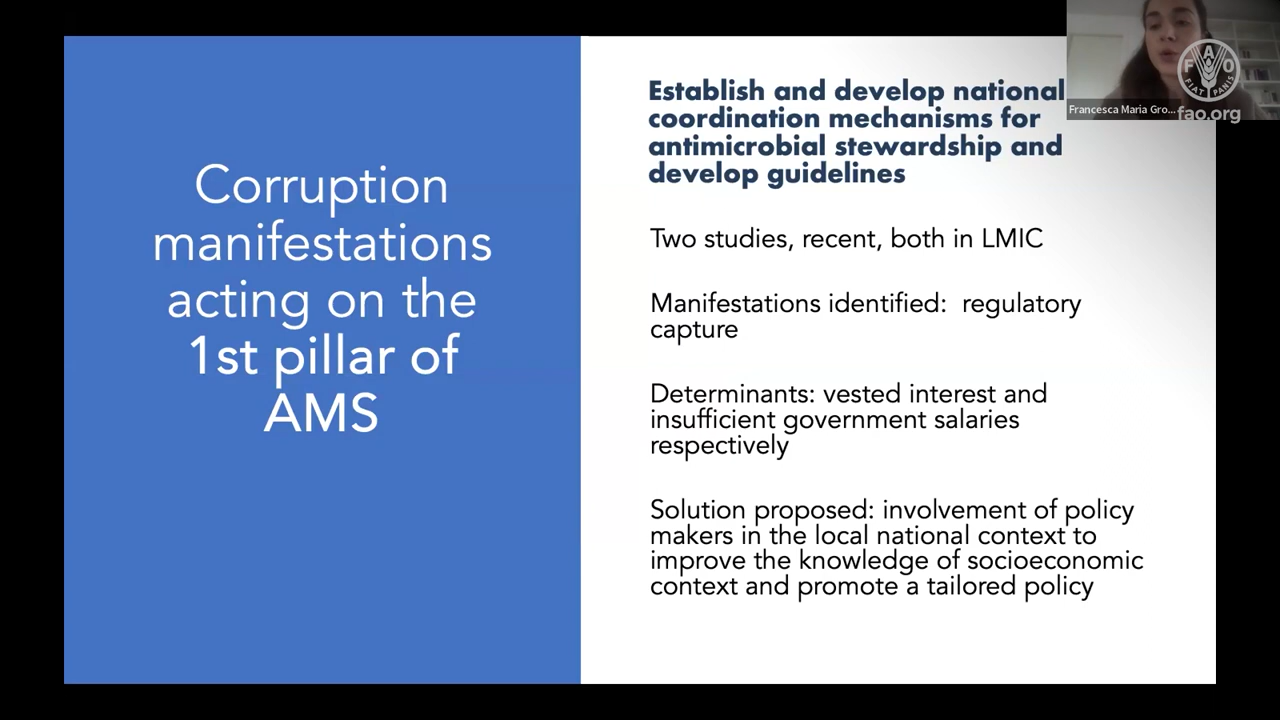 Corruption
manifestations
acting on the
1st pillar of
AMS
Establish and develop national
coordination mechanisms for
antimicrobial stewardship and
develop guidelines
Two studies, recent, both in LMIC
Manifestations identified:  regulatory
capture
Determinants: vested interest and
insufficient government salaries
respectively
Solution proposed: involvement of policy
makers in the local national context to
improve the knowledge of socioeconomic
context and promote a tailored policy
Francesca Maria Gro...
F A O
FIAT PANIS
fao.org